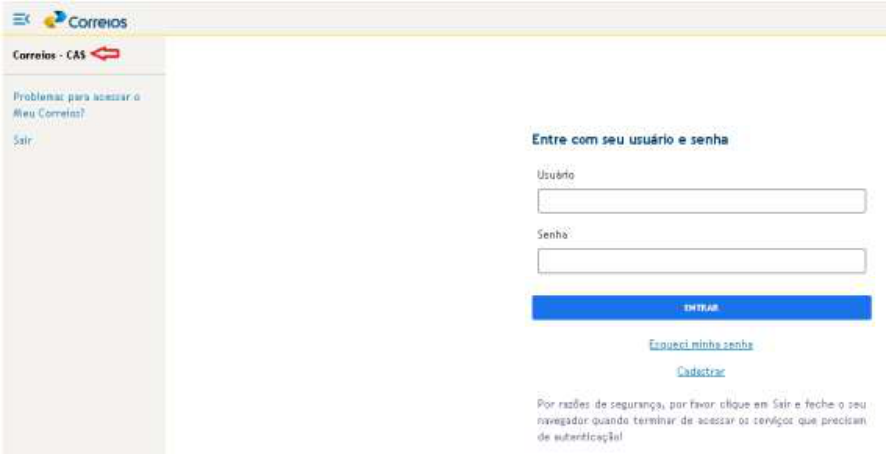 Correios
Correios - CAS
Problemas para acessar o
Meu Correios?
Sair
Entre com seu usuário e senha
Usuário
Senha
ENTRAR
Esqueci minha senha
Cadastrar
Por razões de segurança, por favor clique em Sair e feche o seu
navegador quando terminar de acessar os serviços que precisam
de autenticação!